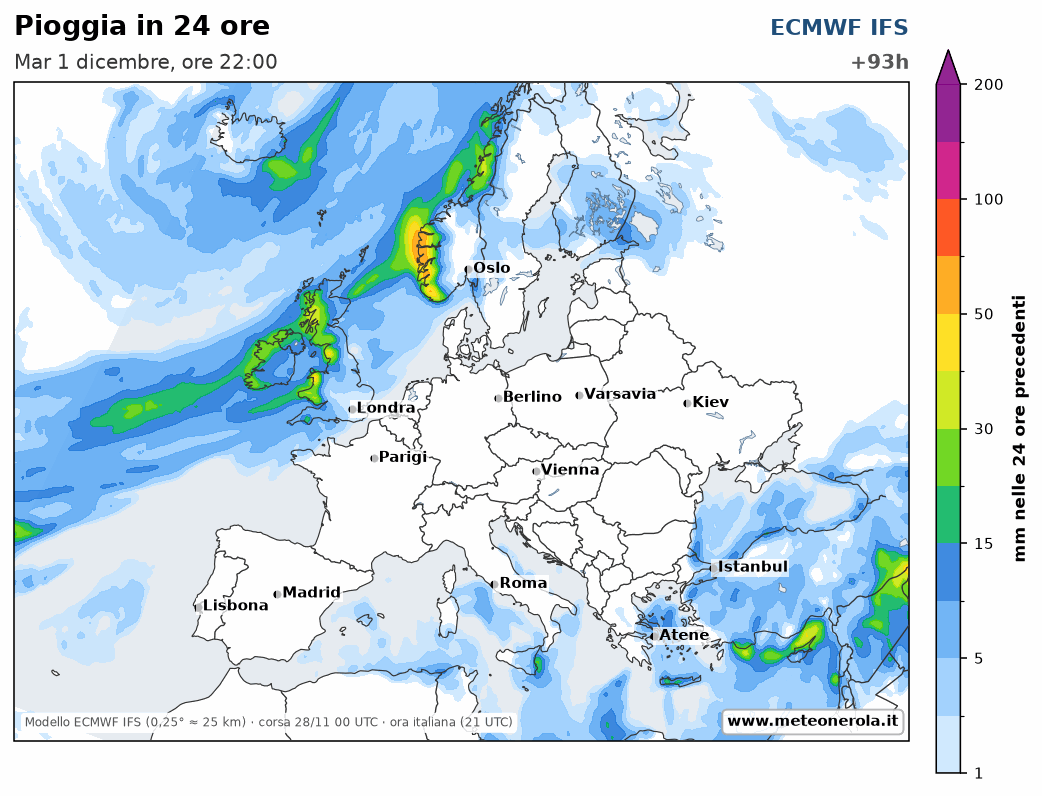 Pioggia in 24 ore
ECMWF IFS
Mar 1 dicembre, ore 22:00
+93h
Oslo
Londra
Berlino
Varsavia
Kiev
Parigi
Vienna
Istanbul
Roma
Madrid
Lisbona
Atene
Modello ECMWF IFS (0,25° ≈ 25 km) · corsa 28/11 00 UTC · ora italiana (21 UTC)
www.meteonerola.it
200
100
50
30
15
5
1
mm nelle 24 ore precedenti